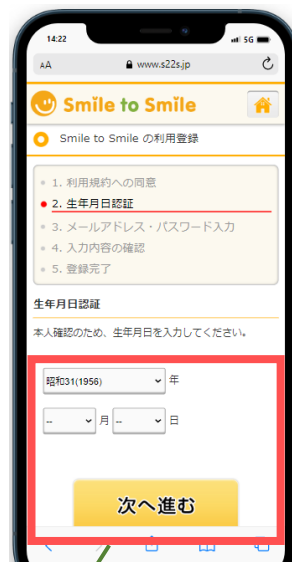 14:22
5G
AA
www.s22s.jp
Smile to Smile
Smile to Smile の利用登録
1. 利用規約への同意
2. 生年月日認証
3. メールアドレス・パスワード入力
4. 入力内容の確認
5. 登録完了
生年月日認証
本人確認のため、生年月日を入力してください。
昭和31(1956) 年
-- 月 -- 日
次へ進む